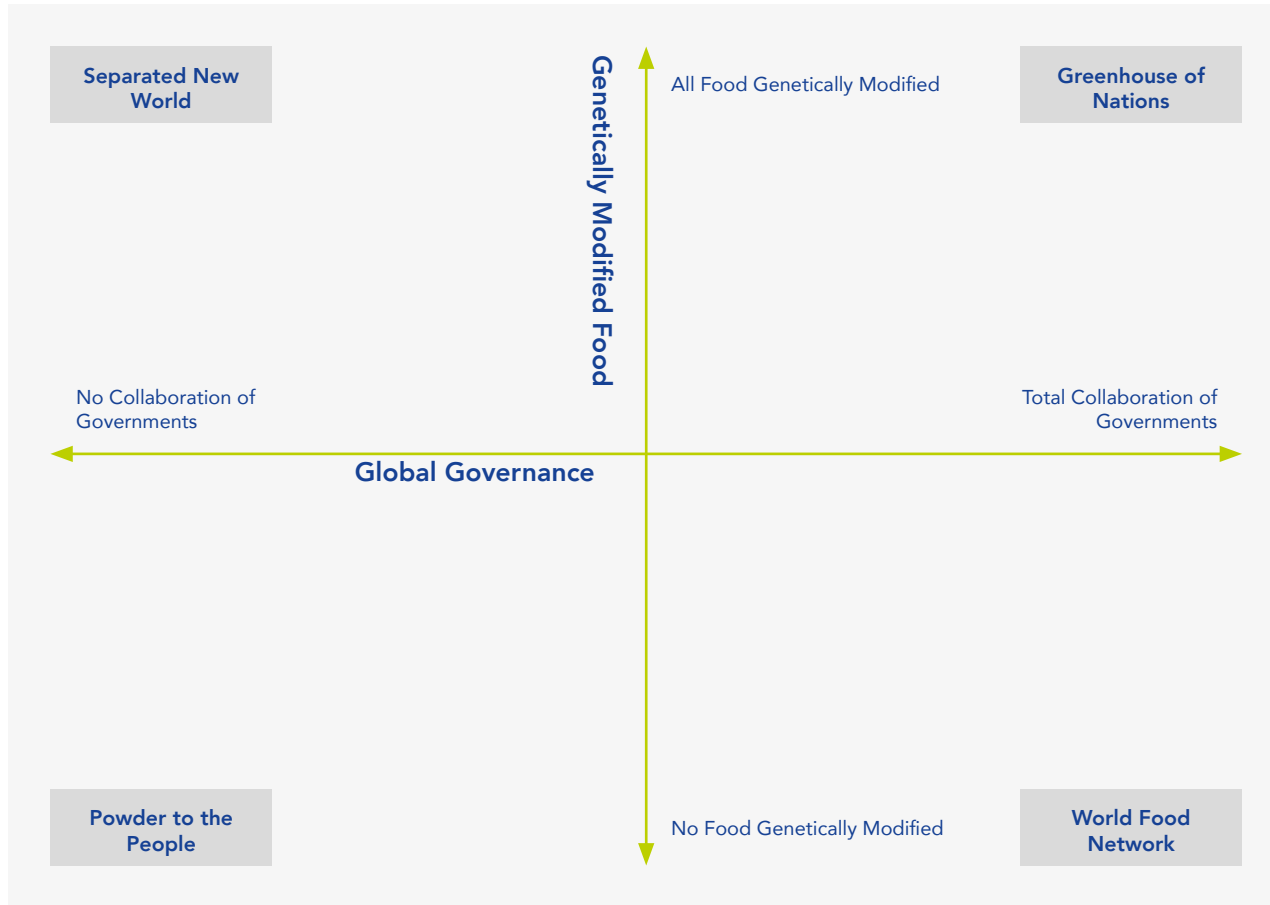 Separated New
World
Genetically Modified Food
All Food Genetically Modified
Greenhouse of
Nations
No Collaboration of
Governments
Total Collaboration of
Governments
Global Governance
Powder to the
People
No Food Genetically Modified
World Food
Network